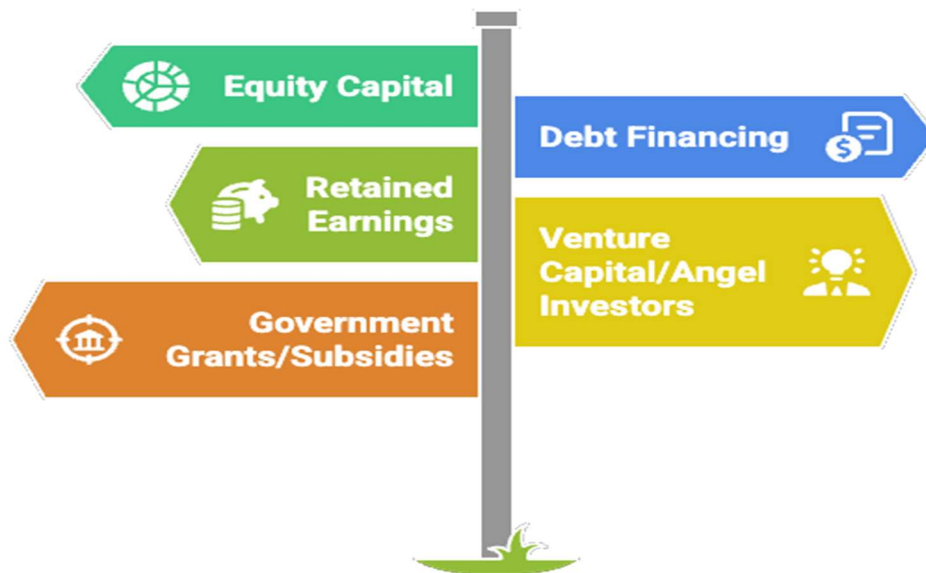 Equity Capital
Debt Financing
Retained
Earnings
Venture
Capital/Angel
Investors
Government
Grants/Subsidies